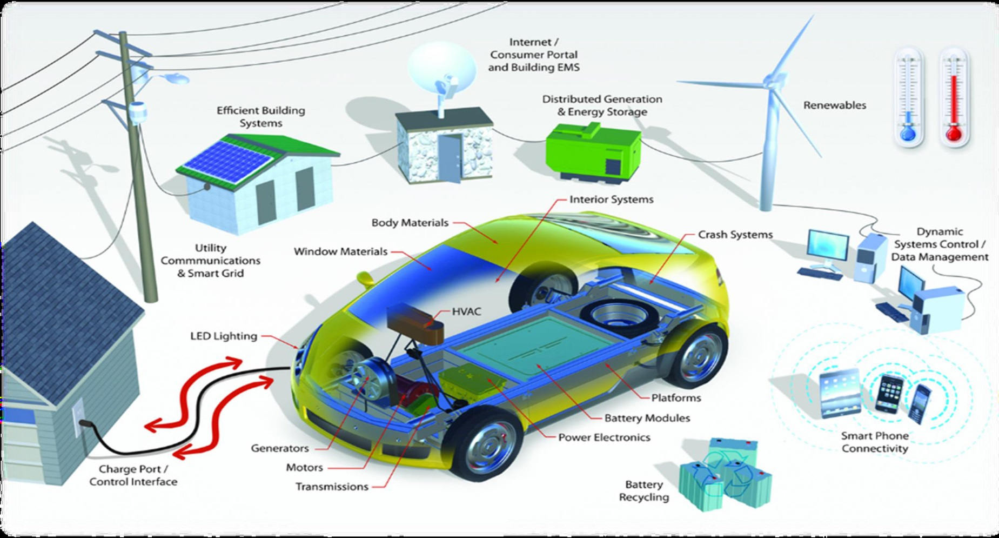 Internet /
Consumer Portal
and Building EMS
Distributed Generation
& Energy Storage
Renewables
Efficient Building
Systems
Interior Systems
Body Materials
Crash Systems
Window Materials
Utility
Commmunications
& Smart Grid
Dynamic
Systems Control /
Data Management
HVAC
LED Lighting
Platforms
Battery Modules
Power Electronics
Smart Phone
Connectivity
Generators
Motors
Transmissions
Charge Port /
Control Interface
Battery
Recycling